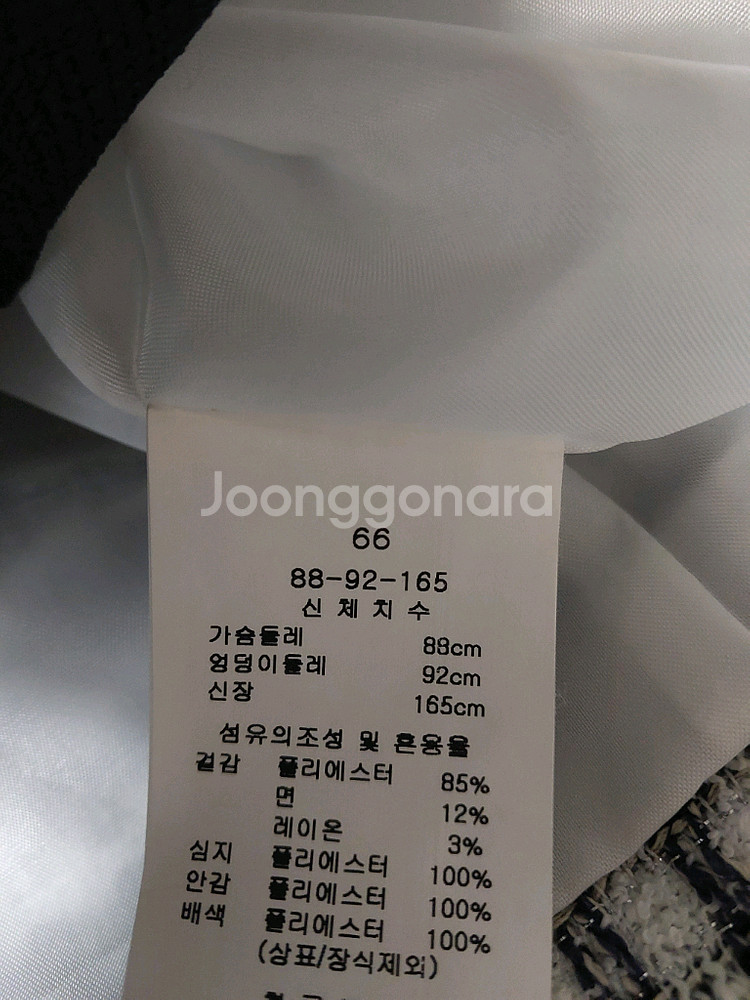 Joonggonara
66
88-92-165
신체치수
가슴둘레 88cm
엉덩이둘레 92cm
신장 165cm
섬유의조성 및 혼용율
겉감 폴리에스터 85%
면 12%
레이온 3%
심지 폴리에스터 100%
안감 폴리에스터 100%
배색 폴리에스터 100%
(상표/장식제외)